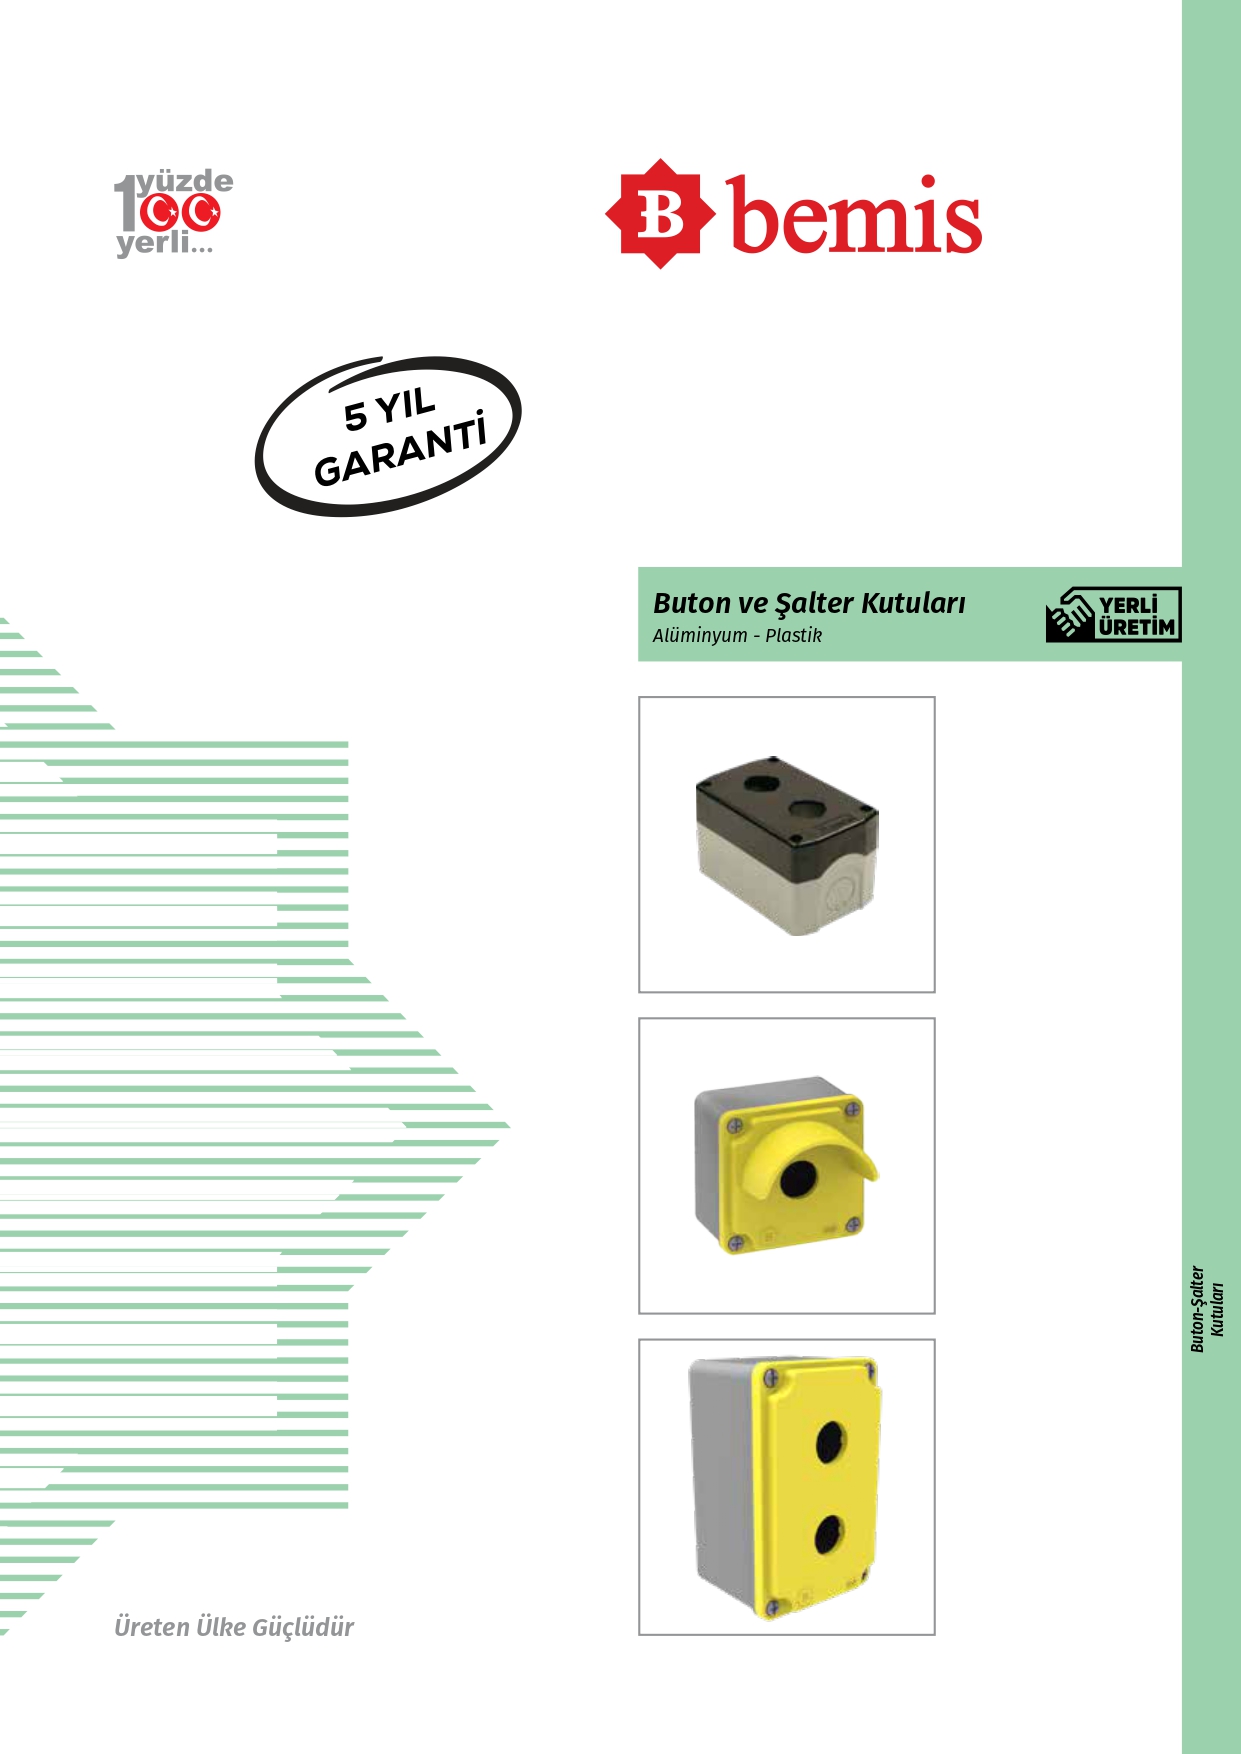 yüzde
100
yerli...
B bemis
5 YIL
GARANTİ
Buton ve Şalter Kutuları
Alüminyum - Plastik
YERLİ
ÜRETİM
Buton-Şalter
Kutuları
Üreten Ülke Güçlüdür